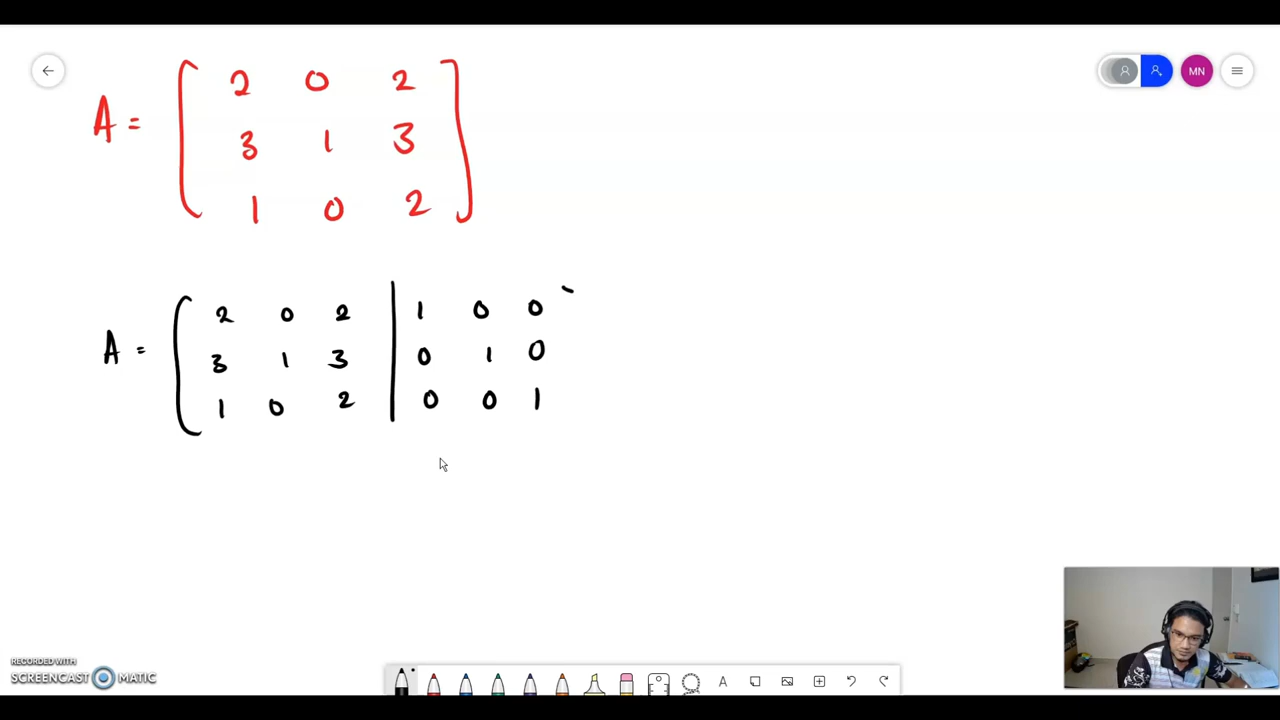 MN
2 0 2
A = 3 1 3
1 0 2
2 0 2 | 1 0 0
A = 3 1 3 | 0 1 0
1 0 2 | 0 0 1
RECORDED WITH
SCREENCAST MATIC
A